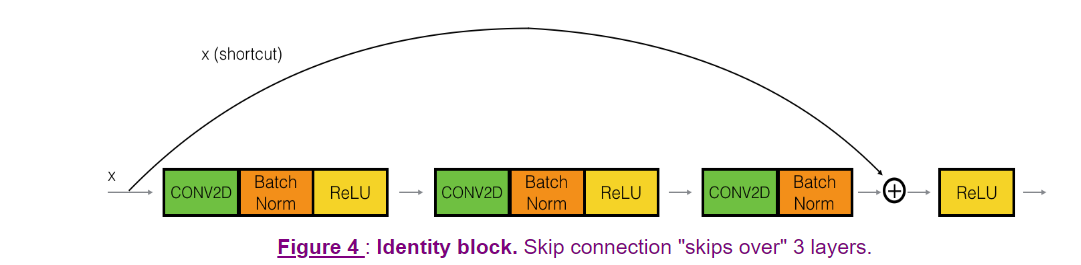 x (shortcut)
x
CONV2D
Batch
Norm
ReLU
CONV2D
Batch
Norm
ReLU
CONV2D
Batch
Norm
ReLU
Figure 4 : Identity block. Skip connection "skips over" 3 layers.